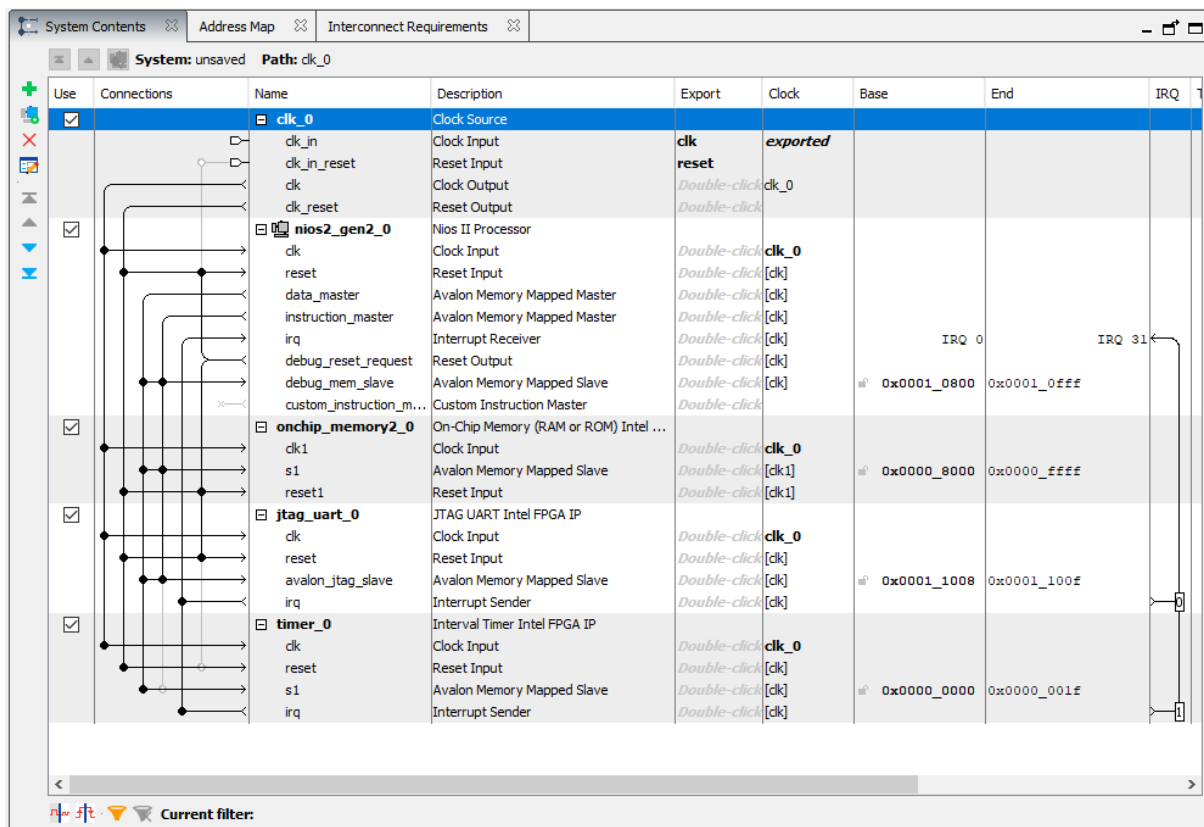 System Contents Address Map Interconnect Requirements
System: unsaved Path: clk_0
Use Connections Name Description Export Clock Base End IRQ T
clk_0 Clock Source
clk_in Clock Input clk exported
clk_in_reset Reset Input reset
clk Clock Output Double-click clk_0
clk_reset Reset Output Double-click
nios2_gen2_0 Nios II Processor
clk Clock Input Double-click clk_0
reset Reset Input Double-click [clk]
data_master Avalon Memory Mapped Master Double-click [clk]
instruction_master Avalon Memory Mapped Master Double-click [clk]
irq Interrupt Receiver Double-click [clk] IRQ 0 IRQ 31
debug_reset_request Reset Output Double-click [clk]
debug_mem_slave Avalon Memory Mapped Slave Double-click [clk] 0x0001_0800 0x0001_0fff
custom_instruction_m... Custom Instruction Master Double-click
onchip_memory2_0 On-Chip Memory (RAM or ROM) Intel ...
clk1 Clock Input Double-click clk_0
s1 Avalon Memory Mapped Slave Double-click [clk1] 0x0000_8000 0x0000_ffff
reset1 Reset Input Double-click [clk1]
jtag_uart_0 JTAG UART Intel FPGA IP
clk Clock Input Double-click clk_0
reset Reset Input Double-click [clk]
avalon_jtag_slave Avalon Memory Mapped Slave Double-click [clk] 0x0001_1008 0x0001_100f
irq Interrupt Sender Double-click [clk] 0
timer_0 Interval Timer Intel FPGA IP
clk Clock Input Double-click clk_0
reset Reset Input Double-click [clk]
s1 Avalon Memory Mapped Slave Double-click [clk] 0x0000_0000 0x0000_001f
irq Interrupt Sender Double-click [clk] 1
Current filter: